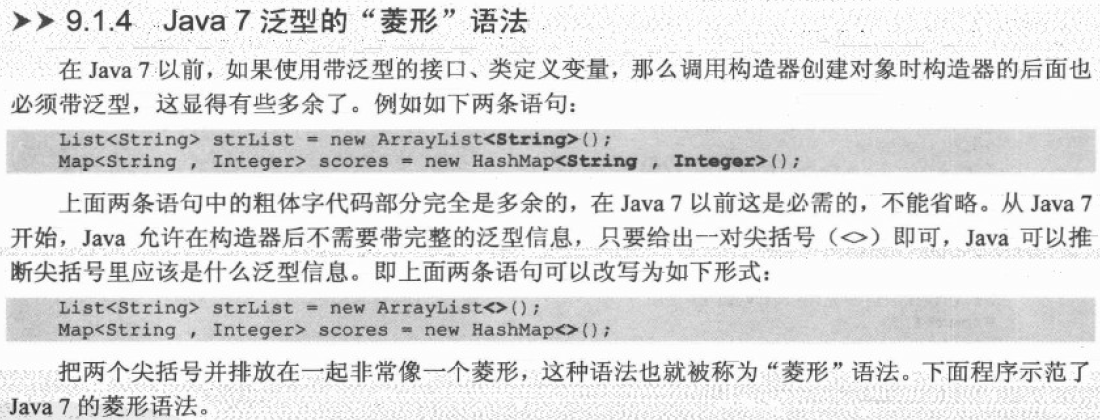 >> 9.1.4 Java 7 泛型的“菱形”语法
在 Java 7 以前，如果使用带泛型的接口、类定义变量，那么调用构造器创建对象时构造器的后面也
必须带泛型，这显得有些多余了。例如如下两条语句：
List<String> strList = new ArrayList<String>();
Map<String , Integer> scores = new HashMap<String , Integer>();
上面两条语句中的粗体字代码部分完全是多余的，在 Java 7 以前这是必需的，不能省略。从 Java 7
开始，Java 允许在构造器后不需要带完整的泛型信息，只要给出一对尖括号（<>）即可，Java 可以推
断尖括号里应该是什么泛型信息。即上面两条语句可以改写为如下形式：
List<String> strList = new ArrayList<>();
Map<String , Integer> scores = new HashMap<>();
把两个尖括号并排放在一起非常像一个菱形，这种语法也就被称为“菱形”语法。下面程序示范了
Java 7 的菱形语法。